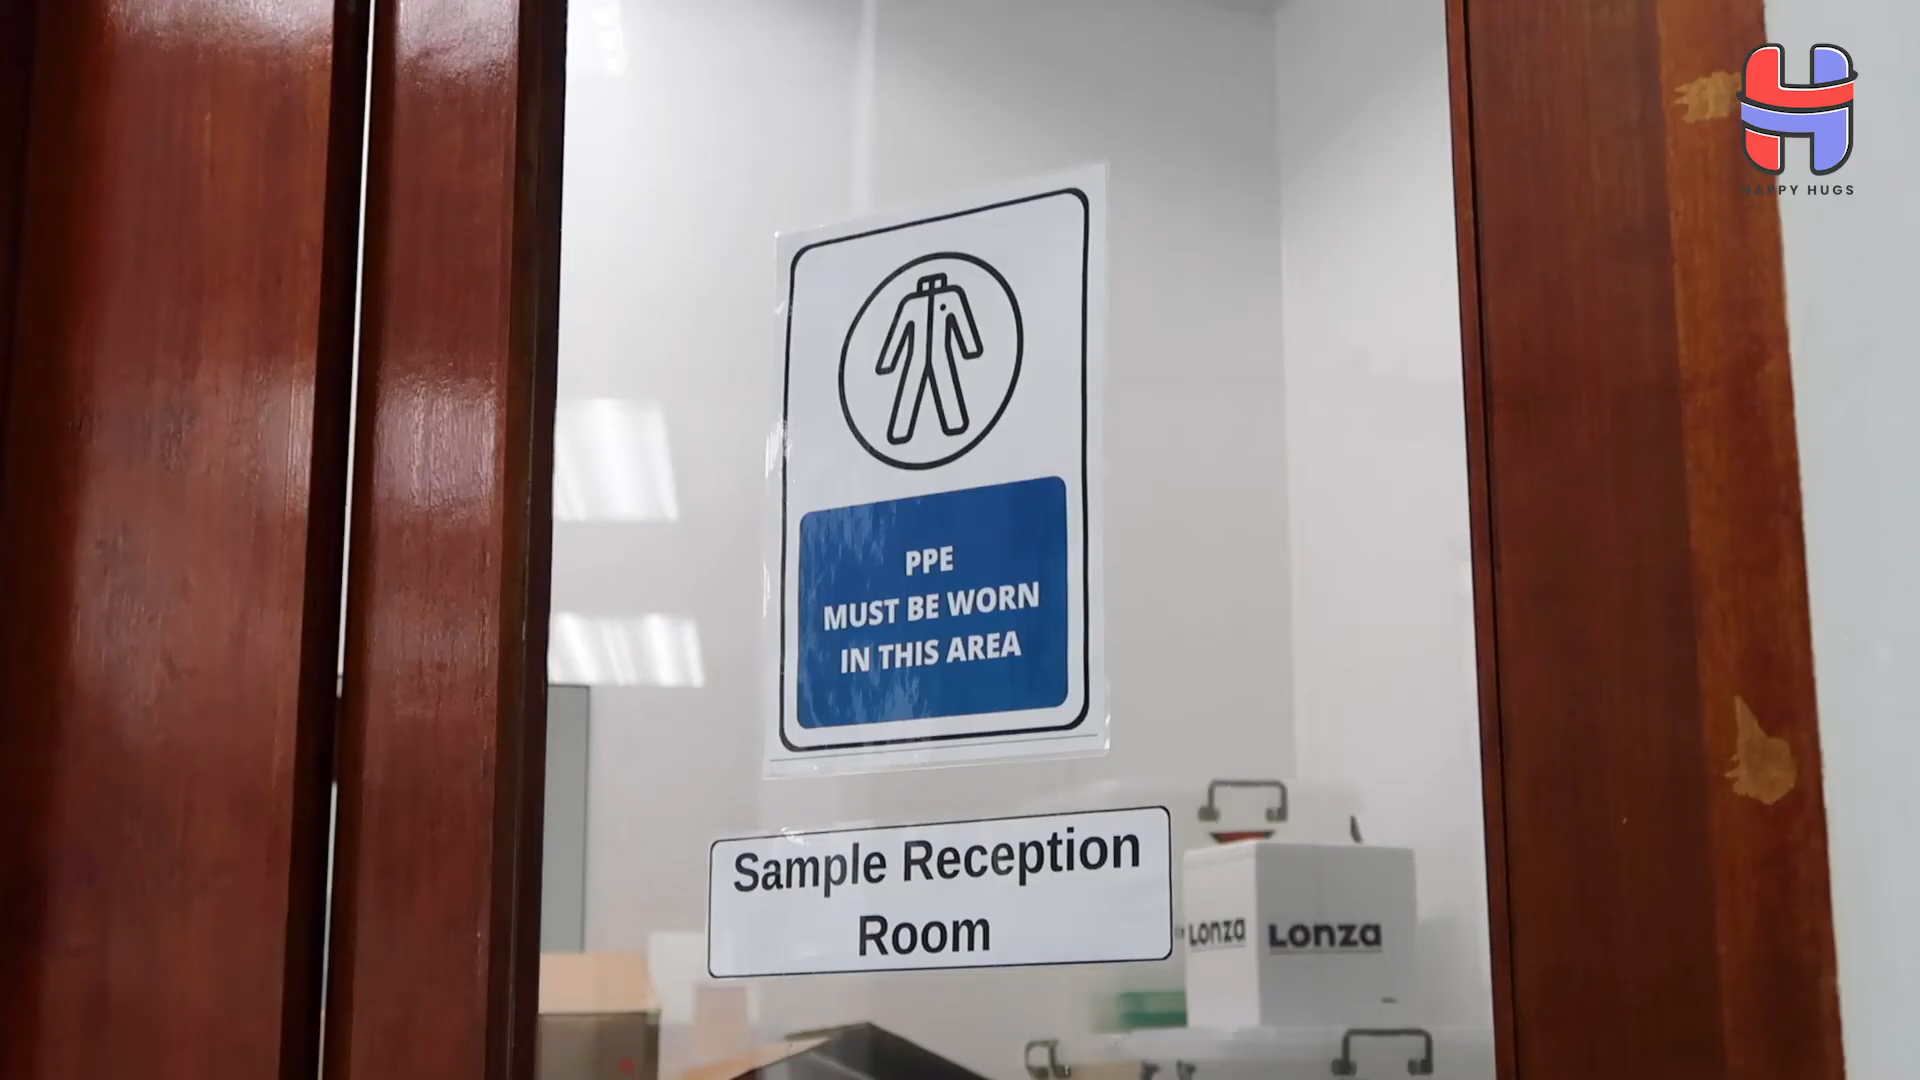 HAPPY HUGS
PPE
MUST BE WORN
IN THIS AREA
Sample Reception
Room
Lonza
Lonza